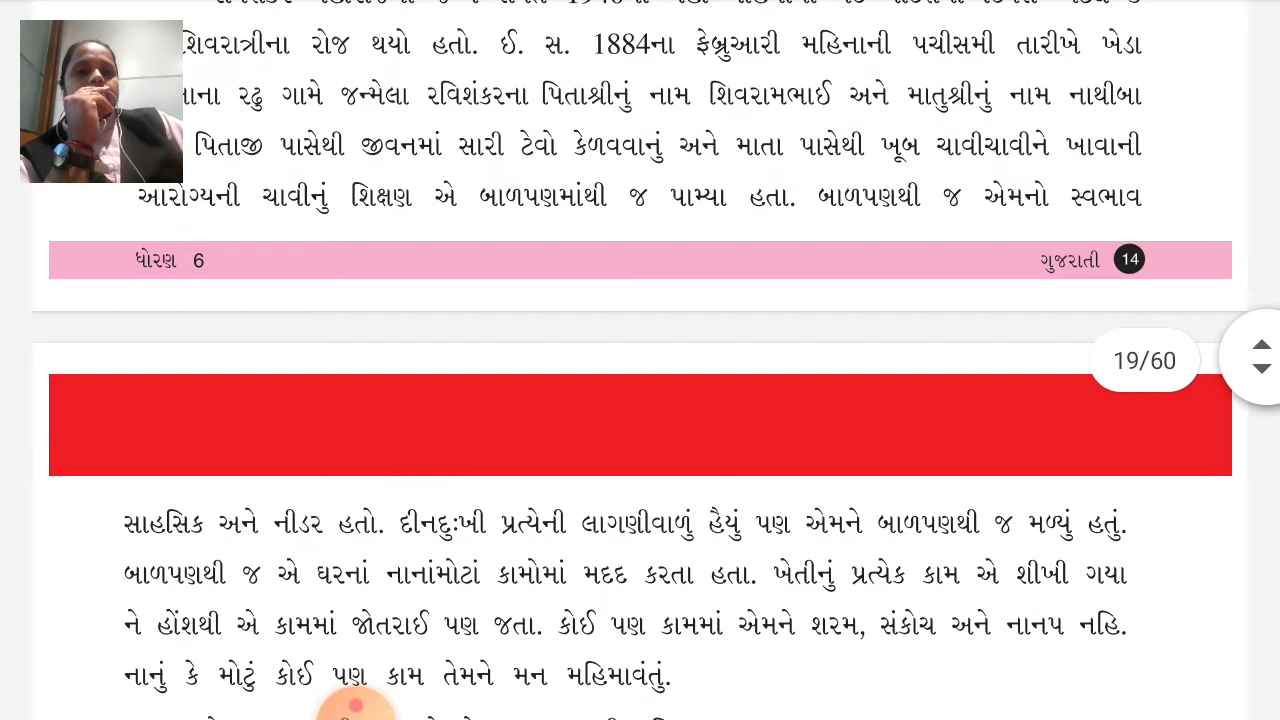 શિવરાત્રીના રોજ થયો હતો. ઈ. સ. 1884ના ફેબ્રુઆરી મહિનાની પચીસમી તારીખે ખેડા
રઢુ ગામે જન્મેલા રવિશંકરના પિતાશ્રીનું નામ શિવરામભાઈ અને માતુશ્રીનું નામ નાથીબા
પિતાજી પાસેથી જીવનમાં સારી ટેવો કેળવવાનું અને માતા પાસેથી ખૂબ ચાવીચાવીને ખાવાની
આરોગ્યની ચાવીનું શિક્ષણ એ બાળપણમાંથી જ પામ્યા હતા. બાળપણથી જ એમનો સ્વભાવ
ધોરણ 6 ગુજરાતી 14
19/60
સાહસિક અને નીડર હતો. દીનદુઃખી પ્રત્યેની લાગણીવાળું હૈયું પણ એમને બાળપણથી જ મળ્યું હતું.
બાળપણથી જ એ ઘરનાં નાનાંમોટાં કામોમાં મદદ કરતા હતા. ખેતીનું પ્રત્યેક કામ એ શીખી ગયા
ને હોંશથી એ કામમાં જોતરાઈ પણ જતા. કોઈ પણ કામમાં એમને શરમ, સંકોચ અને નાનપ નહિ.
નાનું કે મોટું કોઈ પણ કામ તેમને મન મહિમાવંતું.